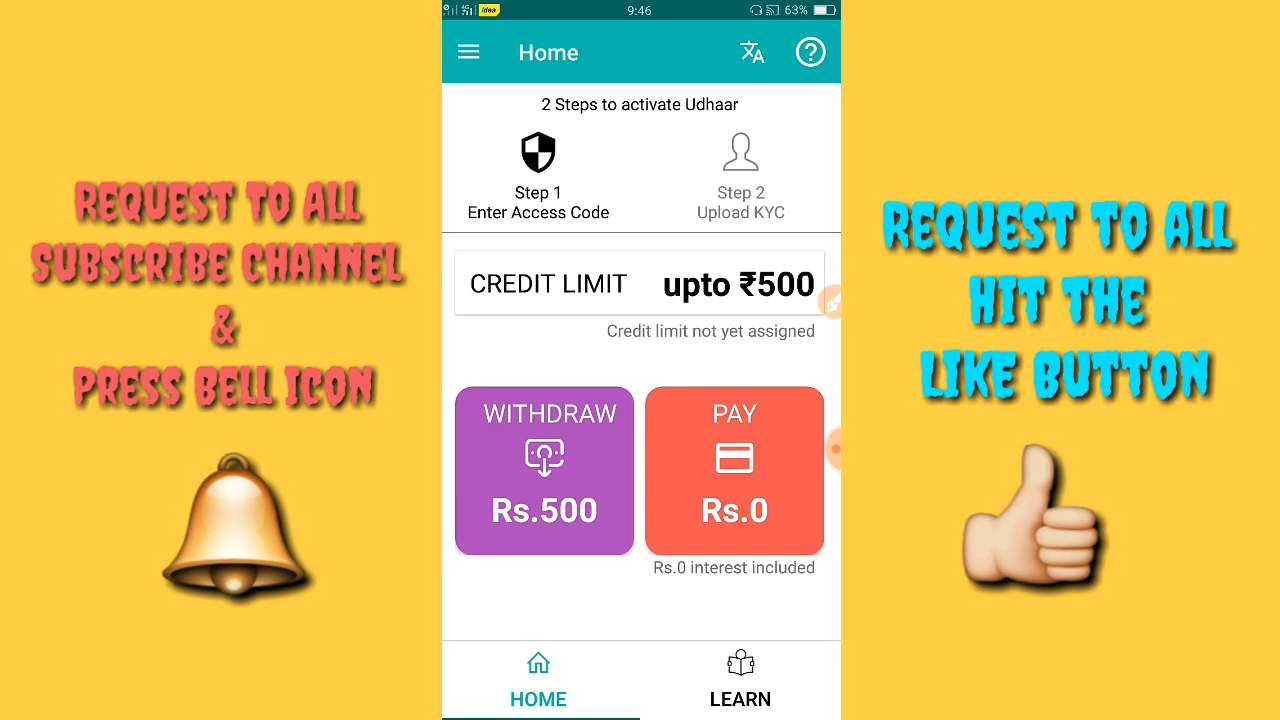 REQUEST TO ALL
SUBSCRIBE CHANNEL
&
PRESS BELL ICON
idea
9:46
63%
Home
2 Steps to activate Udhaar
Step 1
Enter Access Code
Step 2
Upload KYC
CREDIT LIMIT upto ₹500
Credit limit not yet assigned
WITHDRAW
Rs.500
PAY
Rs.0
Rs.0 interest included
HOME
LEARN
REQUEST TO ALL
HIT THE
LIKE BUTTON